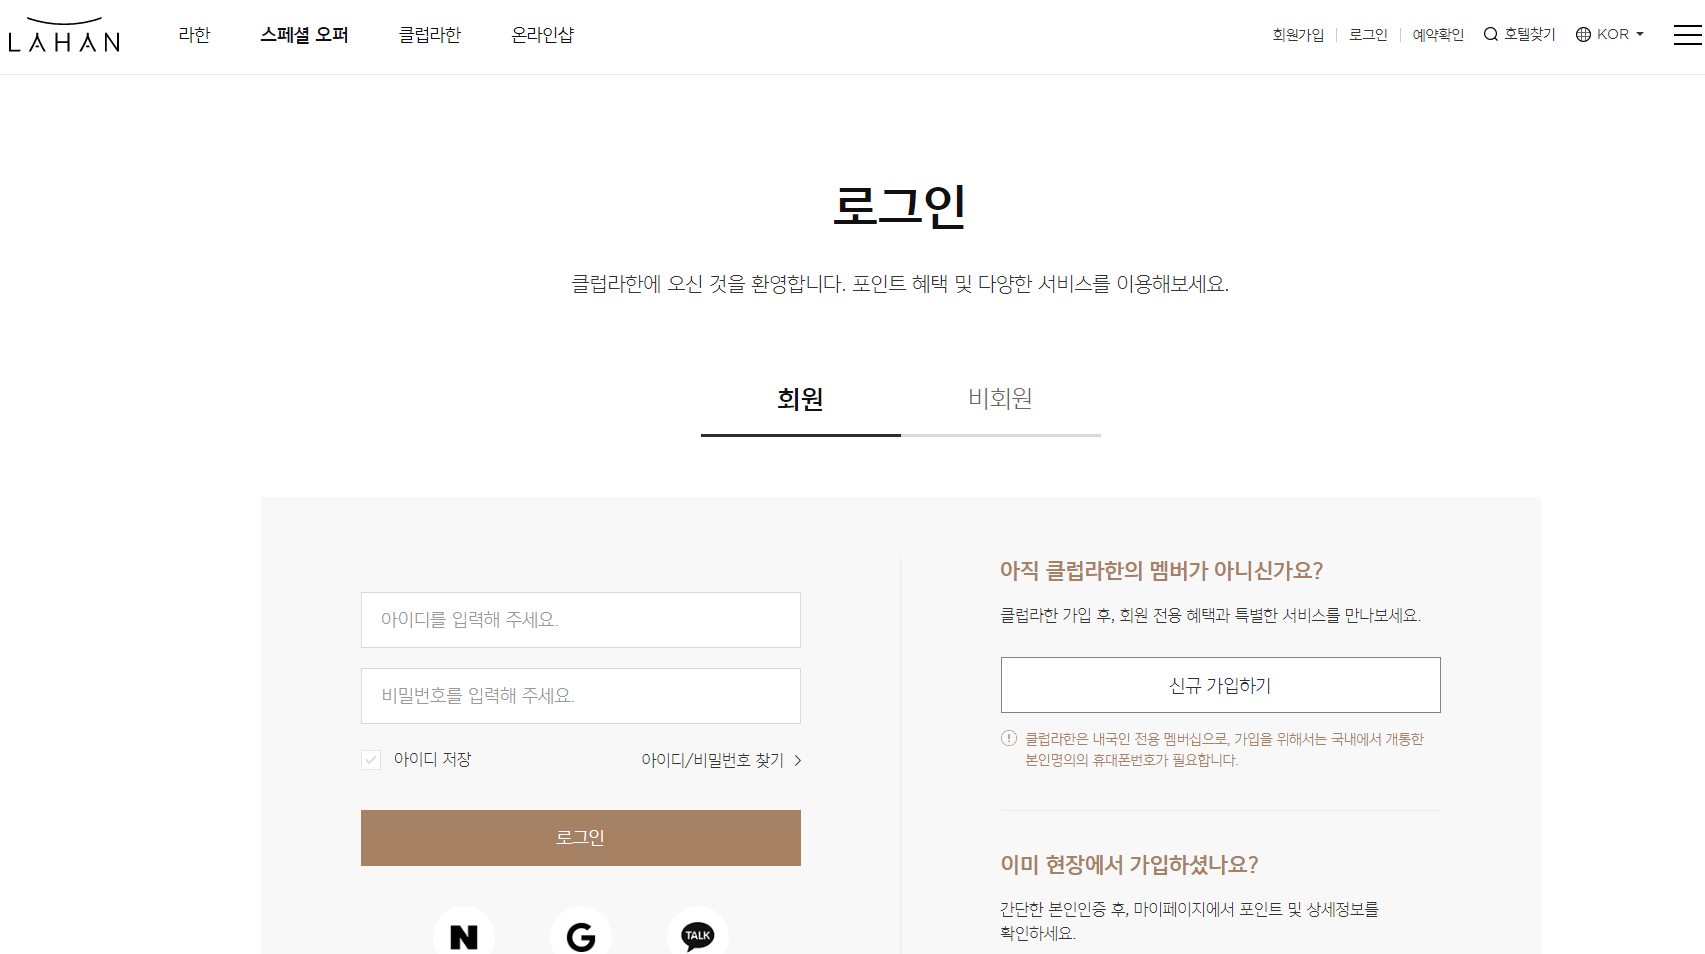 LAHAN
라한
스페셜 오퍼
클럽라한
온라인샵
회원가입
로그인
예약확인
호텔찾기
KOR
로그인
클럽라한에 오신 것을 환영합니다. 포인트 혜택 및 다양한 서비스를 이용해보세요.
회원
비회원
아이디를 입력해 주세요.
비밀번호를 입력해 주세요.
아이디 저장
아이디/비밀번호 찾기
로그인
N
G
TALK
아직 클럽라한의 멤버가 아니신가요?
클럽라한 가입 후, 회원 전용 혜택과 특별한 서비스를 만나보세요.
신규 가입하기
클럽라한은 내국인 전용 멤버십으로, 가입을 위해서는 국내에서 개통한
본인명의의 휴대폰번호가 필요합니다.
이미 현장에서 가입하셨나요?
간단한 본인인증 후, 마이페이지에서 포인트 및 상세정보를
확인하세요.